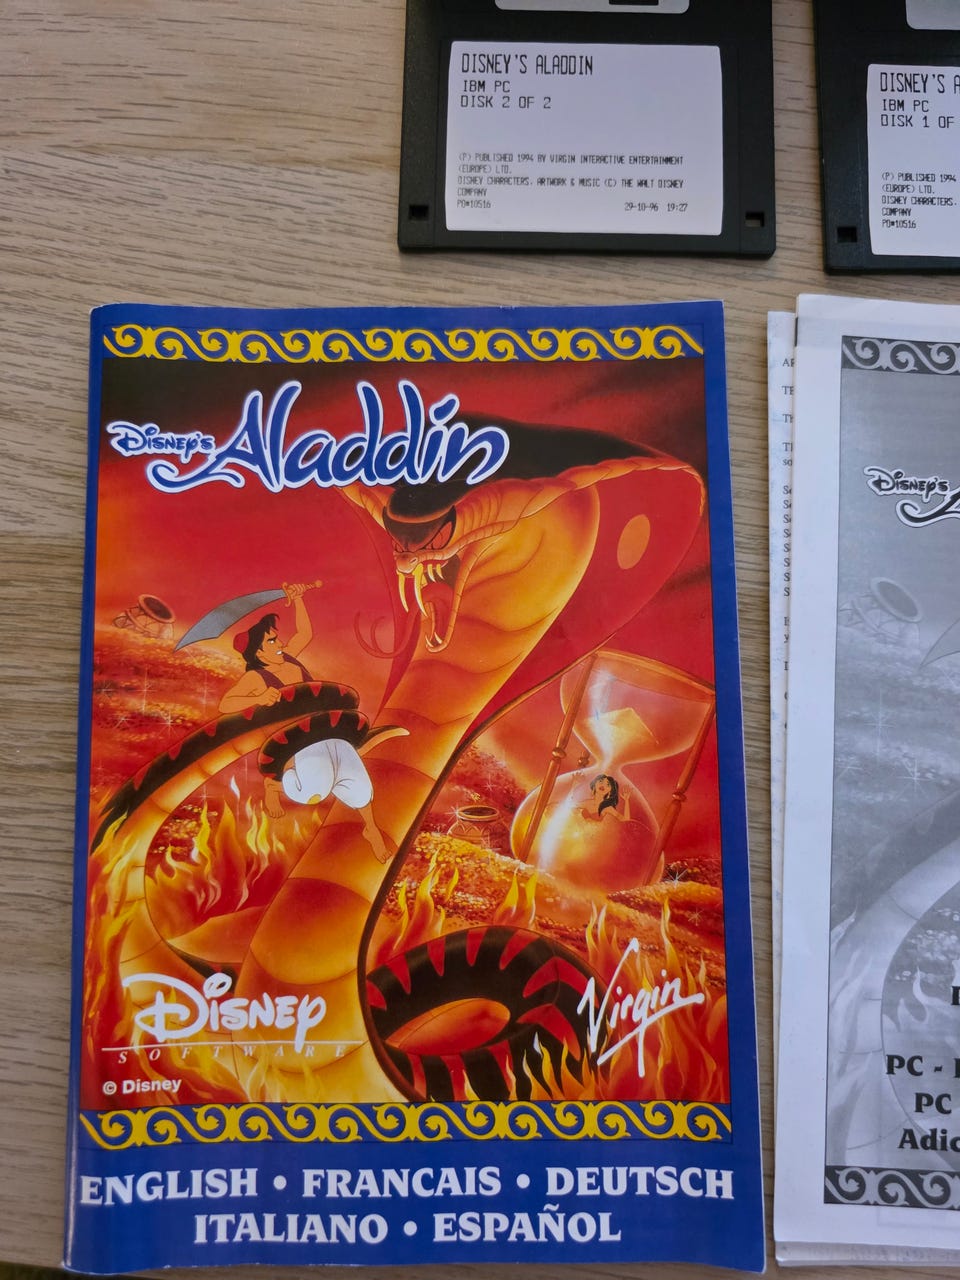 DISNEY'S ALADDIN
IBM PC
DISK 2 OF 2
(P) PUBLISHED 1994 BY VIRGIN INTERACTIVE ENTERTAINMENT
(EUROPE) LTD.
DISNEY CHARACTERS, ARTWORK & MUSIC (C) THE WALT DISNEY
COMPANY
PO#10516 29-10-96 19:27
DISNEY'S A
IBM PC
DISK 1 OF
(P) PUBLISHED 1994
(EUROPE) LTD.
DISNEY CHARACTERS,
COMPANY
PO#10516
DISNEY'S Aladdin
DISNEY
SOFTWARE
© Disney
Virgin
ENGLISH • FRANCAIS • DEUTSCH
ITALIANO • ESPAÑOL
DISNEY'S
PC -
PC
Adic